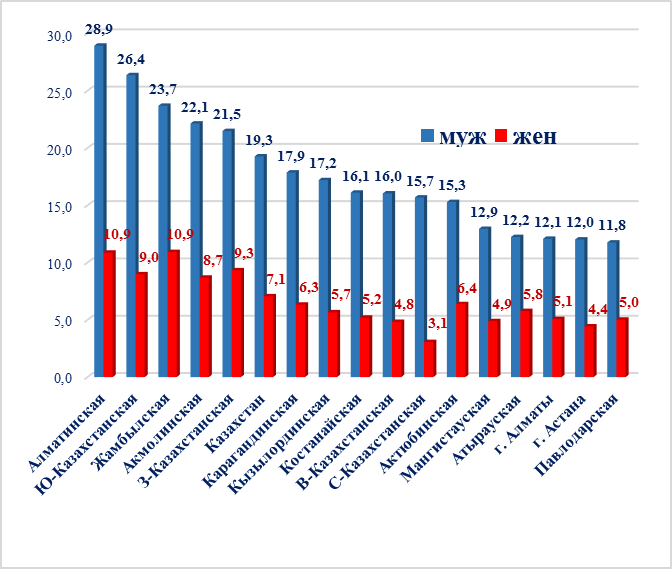 30,0
25,0
20,0
15,0
10,0
5,0
0,0
28,9
26,4
23,7
22,1
21,5
19,3
17,9
17,2
16,1
16,0
15,7
15,3
12,9
12,2
12,1
12,0
11,8
муж жен
10,9
9,0
10,9
8,7
9,3
7,1
6,3
5,7
5,2
4,8
3,1
6,4
4,9
5,8
5,1
4,4
5,0
Алматинская
Ю-Казахстанская
Жамбылская
Акмолинская
З-Казахстанская
Казахстан
Карагандинская
Кызылординская
Костанайская
В-Казахстанская
С-Казахстанская
Актюбинская
Мангистауская
Атырауская
г. Алматы
г. Астана
Павлодарская